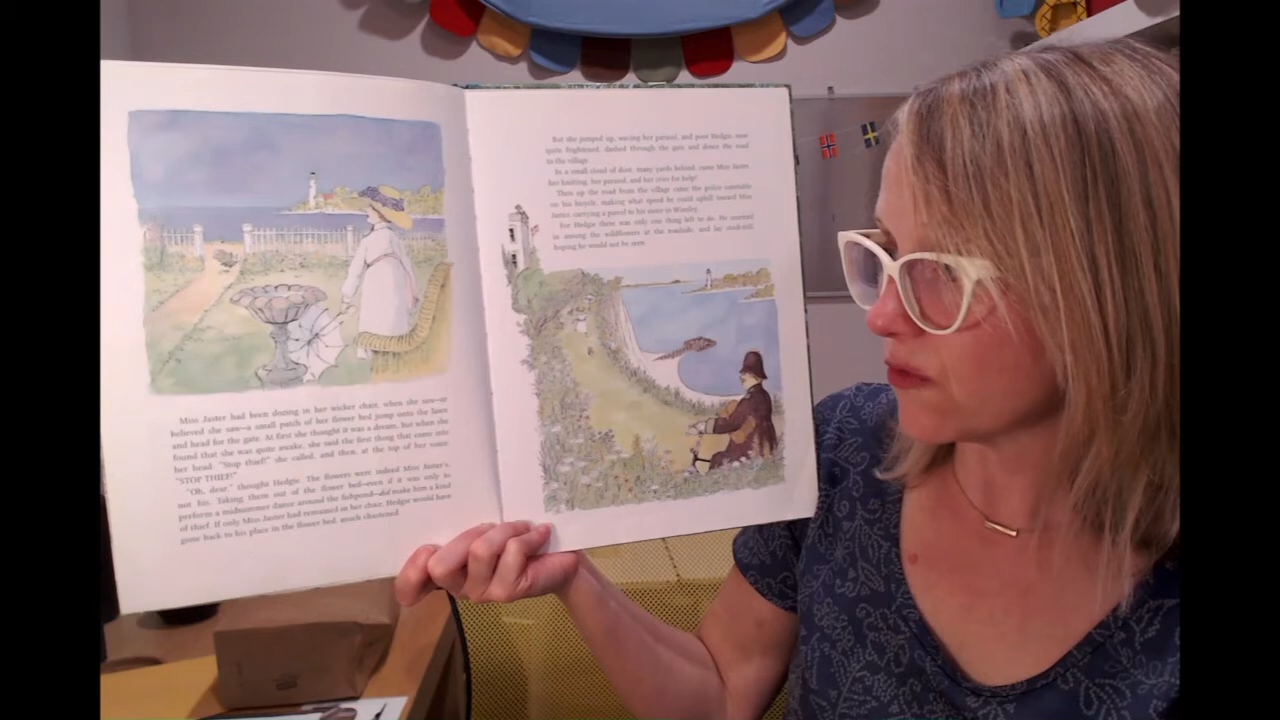 Miss Jaster had been dozing in her wicker chair, when she saw—or
believed she saw—a small patch of her flower bed jump onto the lawn
and head for the gate. At first she thought it was a dream, but when she
found that she was quite awake, she said the first thing that came into
her head. "Stop thief!" she called, and then, at the top of her voice
"STOP THIEF!"
"Oh, dear," thought Hedgie. The flowers were indeed Miss Jaster's,
not his. Taking them out of the flower bed—even if it was only to
perform a midsummer dance around the fishpond—did make him a kind
of thief. If only Miss Jaster had remained in her chair, Hedgie would have
gone back to his place in the flower bed, much chastened.
But she jumped up, waving her parasol, and poor Hedgie, now
quite frightened, dashed through the gate and down the road
to the village.
In a small cloud of dust, many yards behind, came Miss Jaster,
her knitting, her parasol, and her cries for help!
Then up the road from the village came the police constable
on his bicycle, making what speed he could uphill toward Miss
Jaster, carrying a parcel to his sister in
For Hedgie there was only one thing left to do. He
in among the wildflowers at the roadside, and lay
hoping he would not be seen.